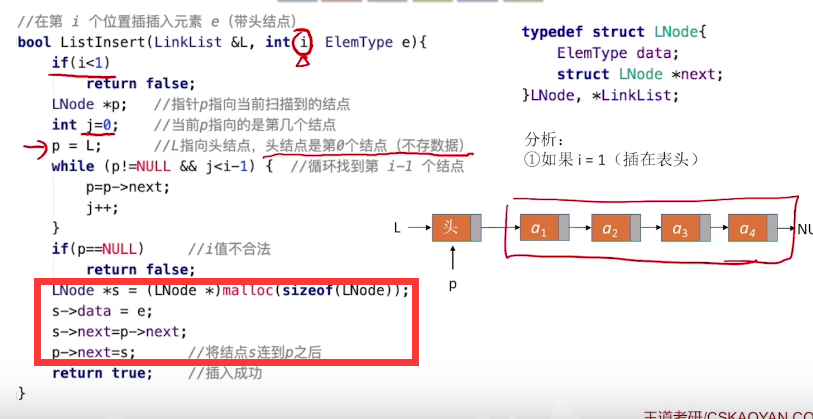 //在第 i 个位置插插入元素 e（带头结点）
bool ListInsert(LinkList &L, int i, ElemType e){
if(i<1)
return false;
LNode *p; //指针p指向当前扫描到的结点
int j=0; //当前p指向的是第几个结点
p = L; //L指向头结点，头结点是第0个结点（不存数据）
while (p!=NULL && j<i-1) { //循环找到第 i-1 个结点
p=p->next;
j++;
}
if(p==NULL) //i值不合法
return false;
LNode *s = (LNode *)malloc(sizeof(LNode));
s->data = e;
s->next=p->next;
p->next=s; //将结点s连到p之后
return true; //插入成功
}
typedef struct LNode{
ElemType data;
struct LNode *next;
}LNode, *LinkList;
分析：
①如果 i = 1（插在表头）
L 头 a1 a2 a3 a4 NU
p
王道考研/CSKAOYAN.CO